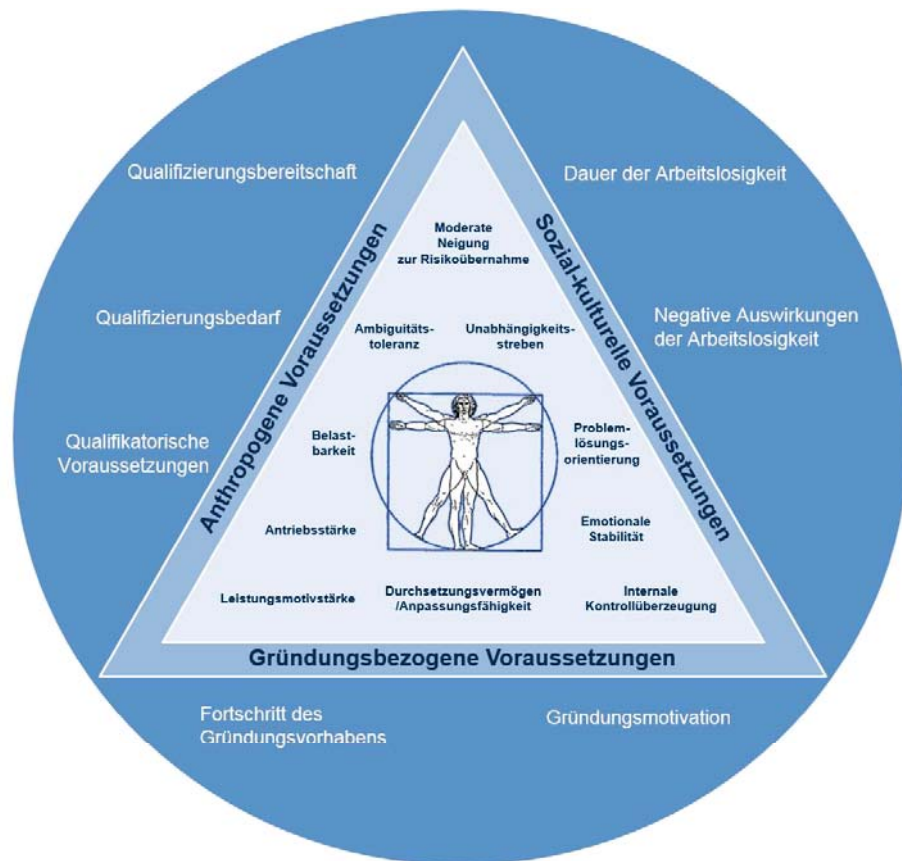 Qualifizierungsbereitschaft
Dauer der Arbeitslosigkeit
Moderate
Neigung
zur Risikoübernahme
Anthropogene Voraussetzungen
Sozial-kulturelle Voraussetzungen
Qualifizierungsbedarf
Negative Auswirkungen
der Arbeitslosigkeit
Ambiguitäts-
toleranz
Unabhängigkeits-
streben
Qualifikatorische
Voraussetzungen
Belast-
barkeit
Problem-
lösungs-
orientierung
Antriebsstärke
Emotionale
Stabilität
Leistungsmotivstärke
Durchsetzungsvermögen
/Anpassungsfähigkeit
Internale
Kontrollüberzeugung
Gründungsbezogene Voraussetzungen
Fortschritt des
Gründungsvorhabens
Gründungsmotivation